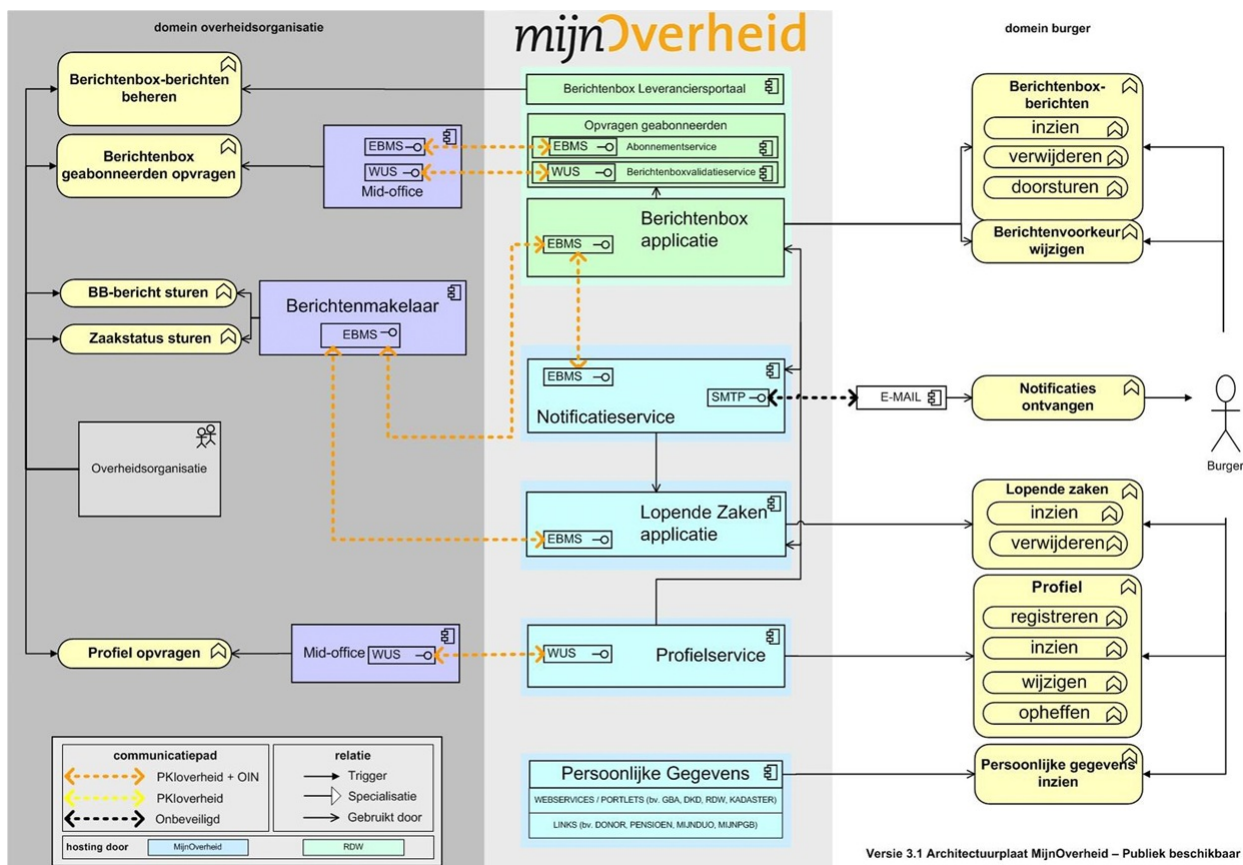 domein overheidsorganisatie
mijnOverheid
domein burger
Berichtenbox-berichten
beheren
Berichtenbox Leveranciersportaal
Berichtenbox-
berichten
inzien
verwijderen
doorsturen
Berichtenvoorkeur
wijzigen
Opvragen geabonneerden
EBMS
Abonnementservice
WUS
Berichtenboxvalidatieservice
Berichtenbox
geabonneerden opvragen
EBMS
WUS
Mid-office
Berichtenbox
applicatie
EBMS
BB-bericht sturen
Zaakstatus sturen
Berichtenmakelaar
EBMS
EBMS
SMTP
Notificatieservice
E-MAIL
Notificaties
ontvangen
Burger
Overheidsorganisatie
Lopende Zaken
applicatie
EBMS
Lopende zaken
inzien
verwijderen
Profiel
registreren
inzien
wijzigen
opheffen
Profiel opvragen
Mid-office
WUS
WUS
Profielservice
Persoonlijke Gegevens
WEBSERVICES / PORTLETS (bv. GBA, DKD, RDW, KADASTER)
LINKS (bv. DONOR, PENSIOEN, MIJNDUO, MIJNPGB)
Persoonlijke gegevens
inzien
communicatiepad
PKIoverheid + OIN
PKIoverheid
Onbeveiligd
relatie
Trigger
Specialisatie
Gebruikt door
hosting door
MijnOverheid
RDW
Versie 3.1 Architectuurplaat MijnOverheid – Publiek beschikbaar